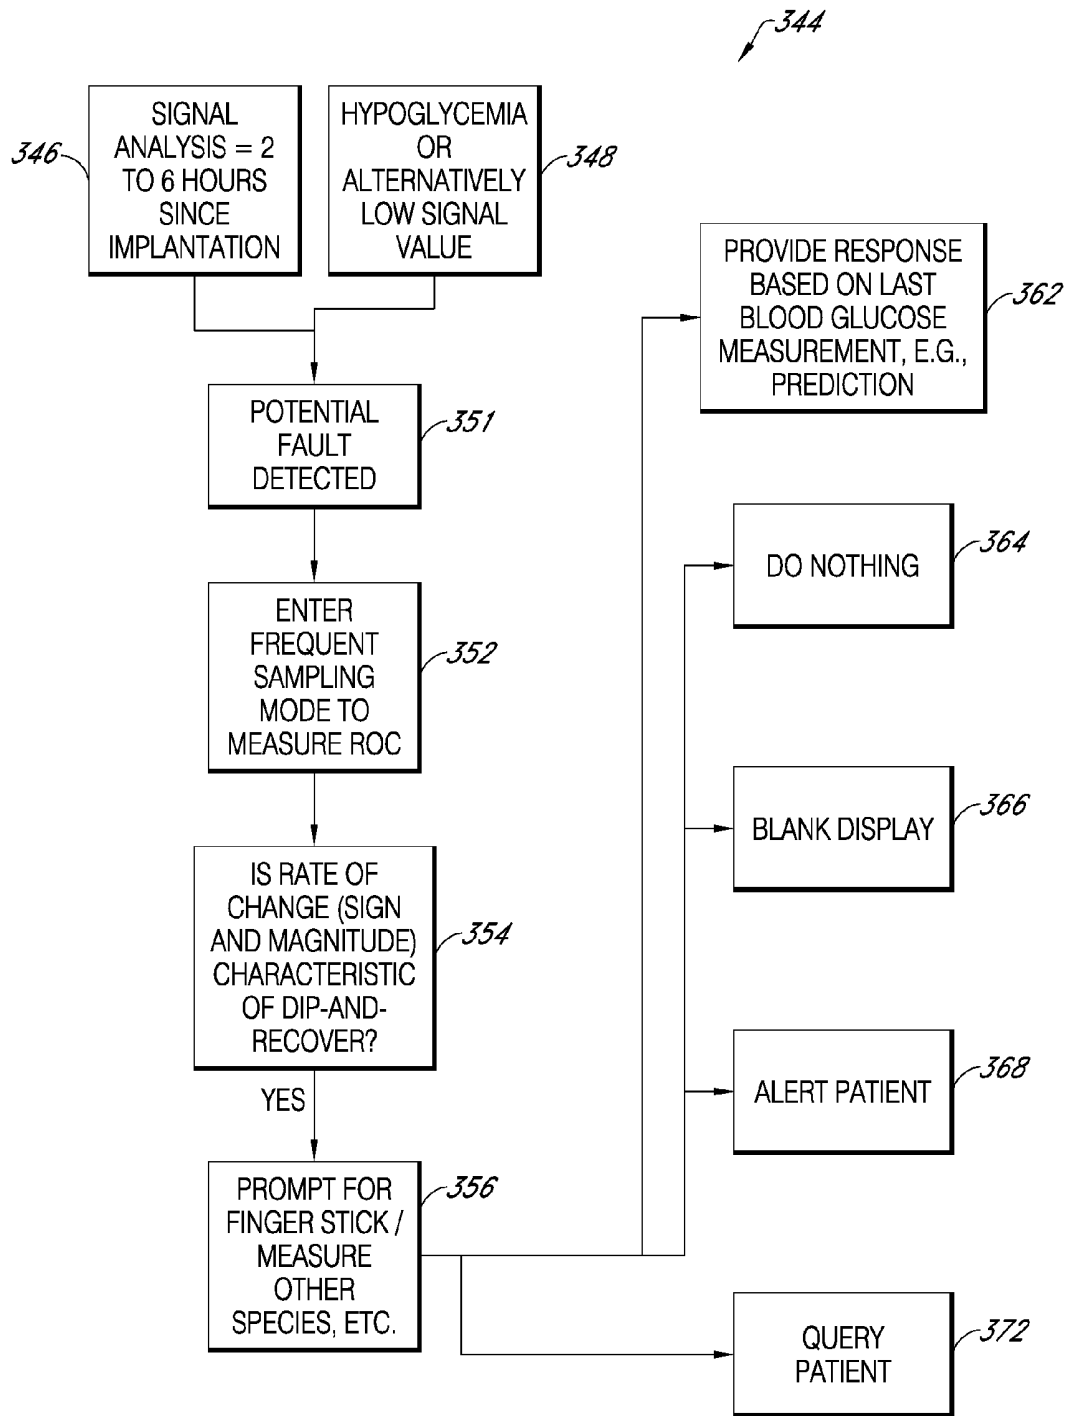 344
SIGNAL
ANALYSIS = 2
TO 6 HOURS
SINCE
IMPLANTATION
346
HYPOGLYCEMIA
OR
ALTERNATIVELY
LOW SIGNAL
VALUE
348
POTENTIAL
FAULT
DETECTED
351
ENTER
FREQUENT
SAMPLING
MODE TO
MEASURE ROC
352
IS RATE OF
CHANGE (SIGN
AND MAGNITUDE)
CHARACTERISTIC
OF DIP-AND-
RECOVER?
354
YES
PROMPT FOR
FINGER STICK /
MEASURE
OTHER
SPECIES, ETC.
356
PROVIDE RESPONSE
BASED ON LAST
BLOOD GLUCOSE
MEASUREMENT, E.G.,
PREDICTION
362
DO NOTHING
364
BLANK DISPLAY
366
ALERT PATIENT
368
QUERY
PATIENT
372